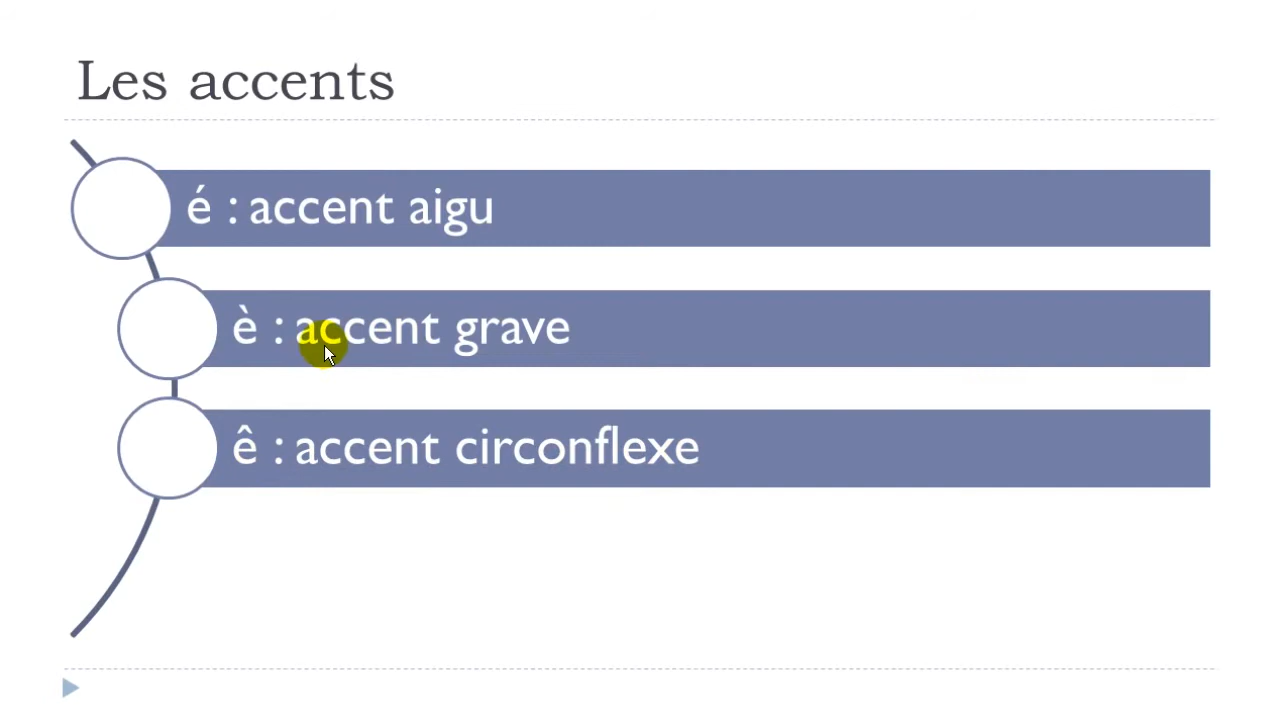 Les accents
é : accent aigu
è : accent grave
ê : accent circonflexe